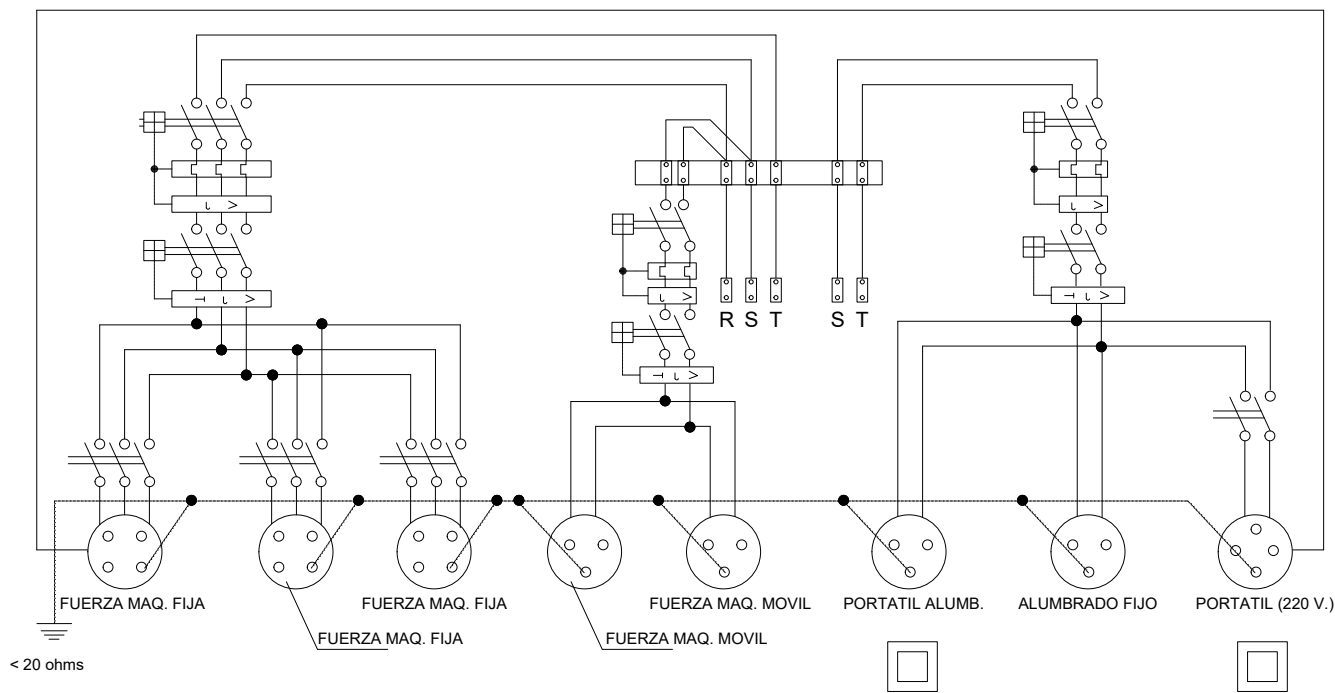 R S T S T
FUERZA MAQ. FIJA
FUERZA MAQ. FIJA
FUERZA MAQ. MOVIL
PORTATIL ALUMB.
ALUMBRADO FIJO
PORTATIL (220 V.)
FUERZA MAQ. FIJA
FUERZA MAQ. MOVIL
< 20 ohms